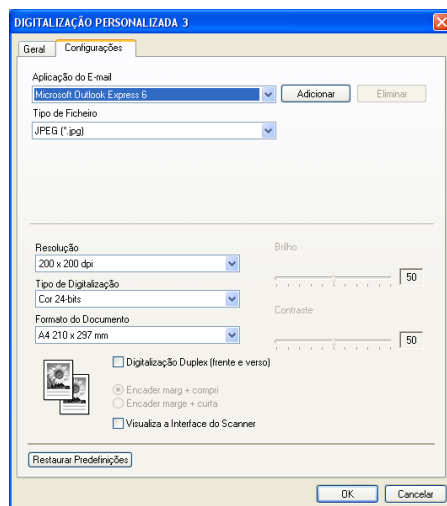 DIGITALIZAÇÃO PERSONALIZADA 3
Geral Configurações
Aplicação do E-mail
Microsoft Outlook Express 6 Adicionar Eliminar
Tipo de Ficheiro
JPEG (*.jpg)
Resolução Brilho
200 x 200 dpi 50
Tipo de Digitalização
Cor 24-bits
Contraste
Formato do Documento
A4 210 x 297 mm 50
Digitalização Duplex (frente e verso)
Encader marg + compri
Encader marge + curta
Visualiza a Interface do Scanner
Restaurar Predefinições
OK Cancelar